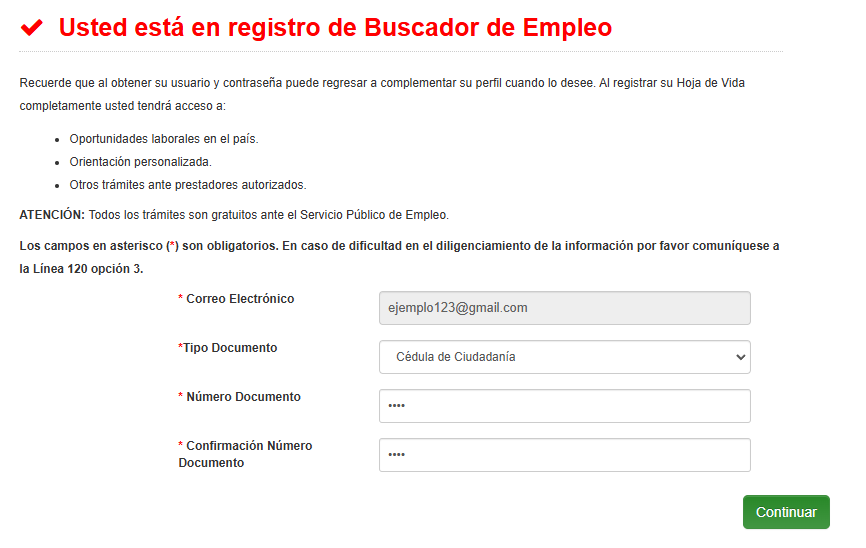 Usted está en registro de Buscador de Empleo
Recuerde que al obtener su usuario y contraseña puede regresar a complementar su perfil cuando lo desee. Al registrar su Hoja de Vida
completamente usted tendrá acceso a:
• Oportunidades laborales en el país.
• Orientación personalizada.
• Otros trámites ante prestadores autorizados.
ATENCIÓN: Todos los trámites son gratuitos ante el Servicio Público de Empleo.
Los campos en asterisco (*) son obligatorios. En caso de dificultad en el diligenciamiento de la información por favor comuníquese a
la Línea 120 opción 3.
* Correo Electrónico
ejemplo123@gmail.com
*Tipo Documento
Cédula de Ciudadanía
* Número Documento
••••
* Confirmación Número
Documento
••••
Continuar